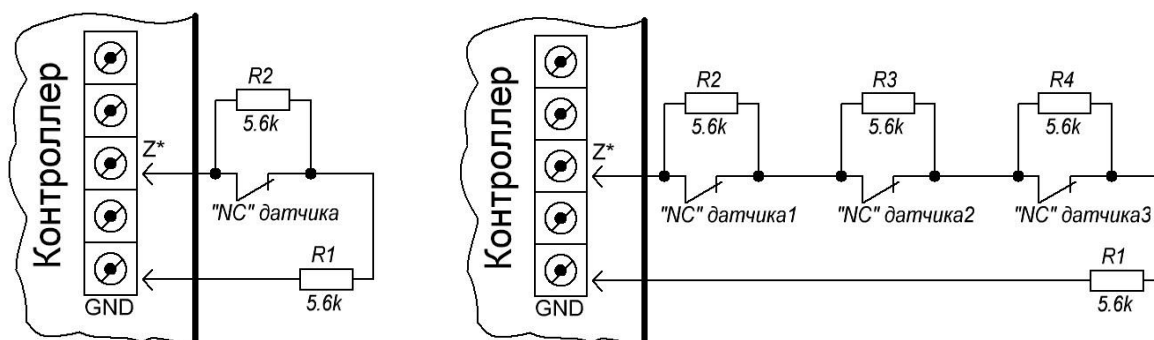 Контроллер
R2
5.6k
Z*
"NC" датчика
R1
5.6k
GND
Контроллер
R2
5.6k
R3
5.6k
R4
5.6k
Z*
"NC" датчика1
"NC" датчика2
"NC" датчика3
R1
5.6k
GND